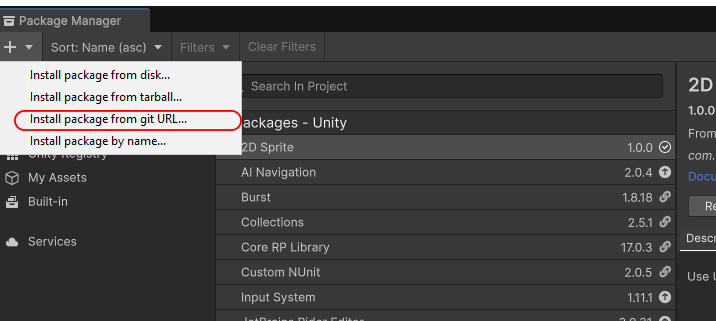 Package Manager
Sort: Name (asc)
Filters
Clear Filters
Install package from disk...
Install package from tarball...
Install package from git URL...
Install package by name...
Unity Registry
My Assets
Built-in
Services
Search In Project
ackages - Unity
2D Sprite 1.0.0
AI Navigation 2.0.4
Burst 1.8.18
Collections 2.5.1
Core RP Library 17.0.3
Custom NUnit 2.0.5
Input System 1.11.1
JetBrains Rider Editor
2D
1.0.0
From
com.
Docu
Re
Descr
Use U